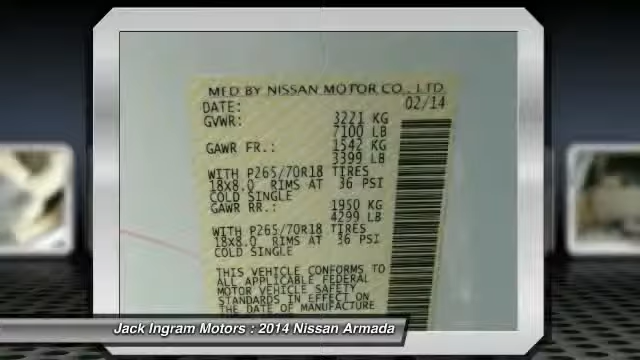 MFD BY NISSAN MOTOR CO., LTD.
DATE: 02/14
GVWR: 3221 KG
7100 LB
GAWR FR.: 1542 KG
3399 LB
WITH P265/70R18 TIRES
18X8.0 RIMS AT 36 PSI
COLD SINGLE
GAWR RR.: 1950 KG
4299 LB
WITH P265/70R18 TIRES
18X8.0 RIMS AT 36 PSI
COLD SINGLE
THIS VEHICLE CONFORMS TO
ALL APPLICABLE FEDERAL
MOTOR VEHICLE SAFETY
STANDARDS IN EFFECT ON
THE DATE OF MANUFACTURE
Jack Ingram Motors : 2014 Nissan Armada